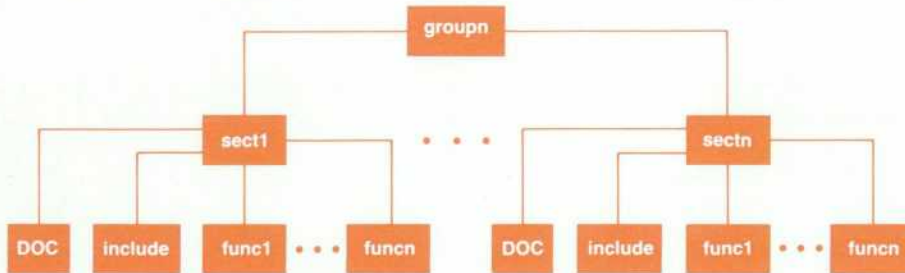 groupn
sect1 sectn
DOC include func1 funcn DOC include func1 funcn